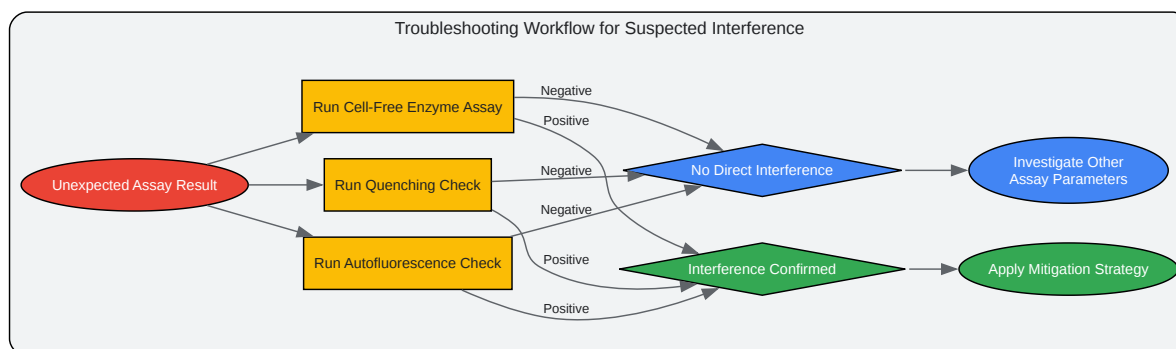 Troubleshooting Workflow for Suspected Interference
Unexpected Assay Result
Run Cell-Free Enzyme Assay
Run Quenching Check
Run Autofluorescence Check
Negative
Positive
Negative
Negative
Positive
Positive
No Direct Interference
Interference Confirmed
Investigate Other
Assay Parameters
Apply Mitigation Strategy